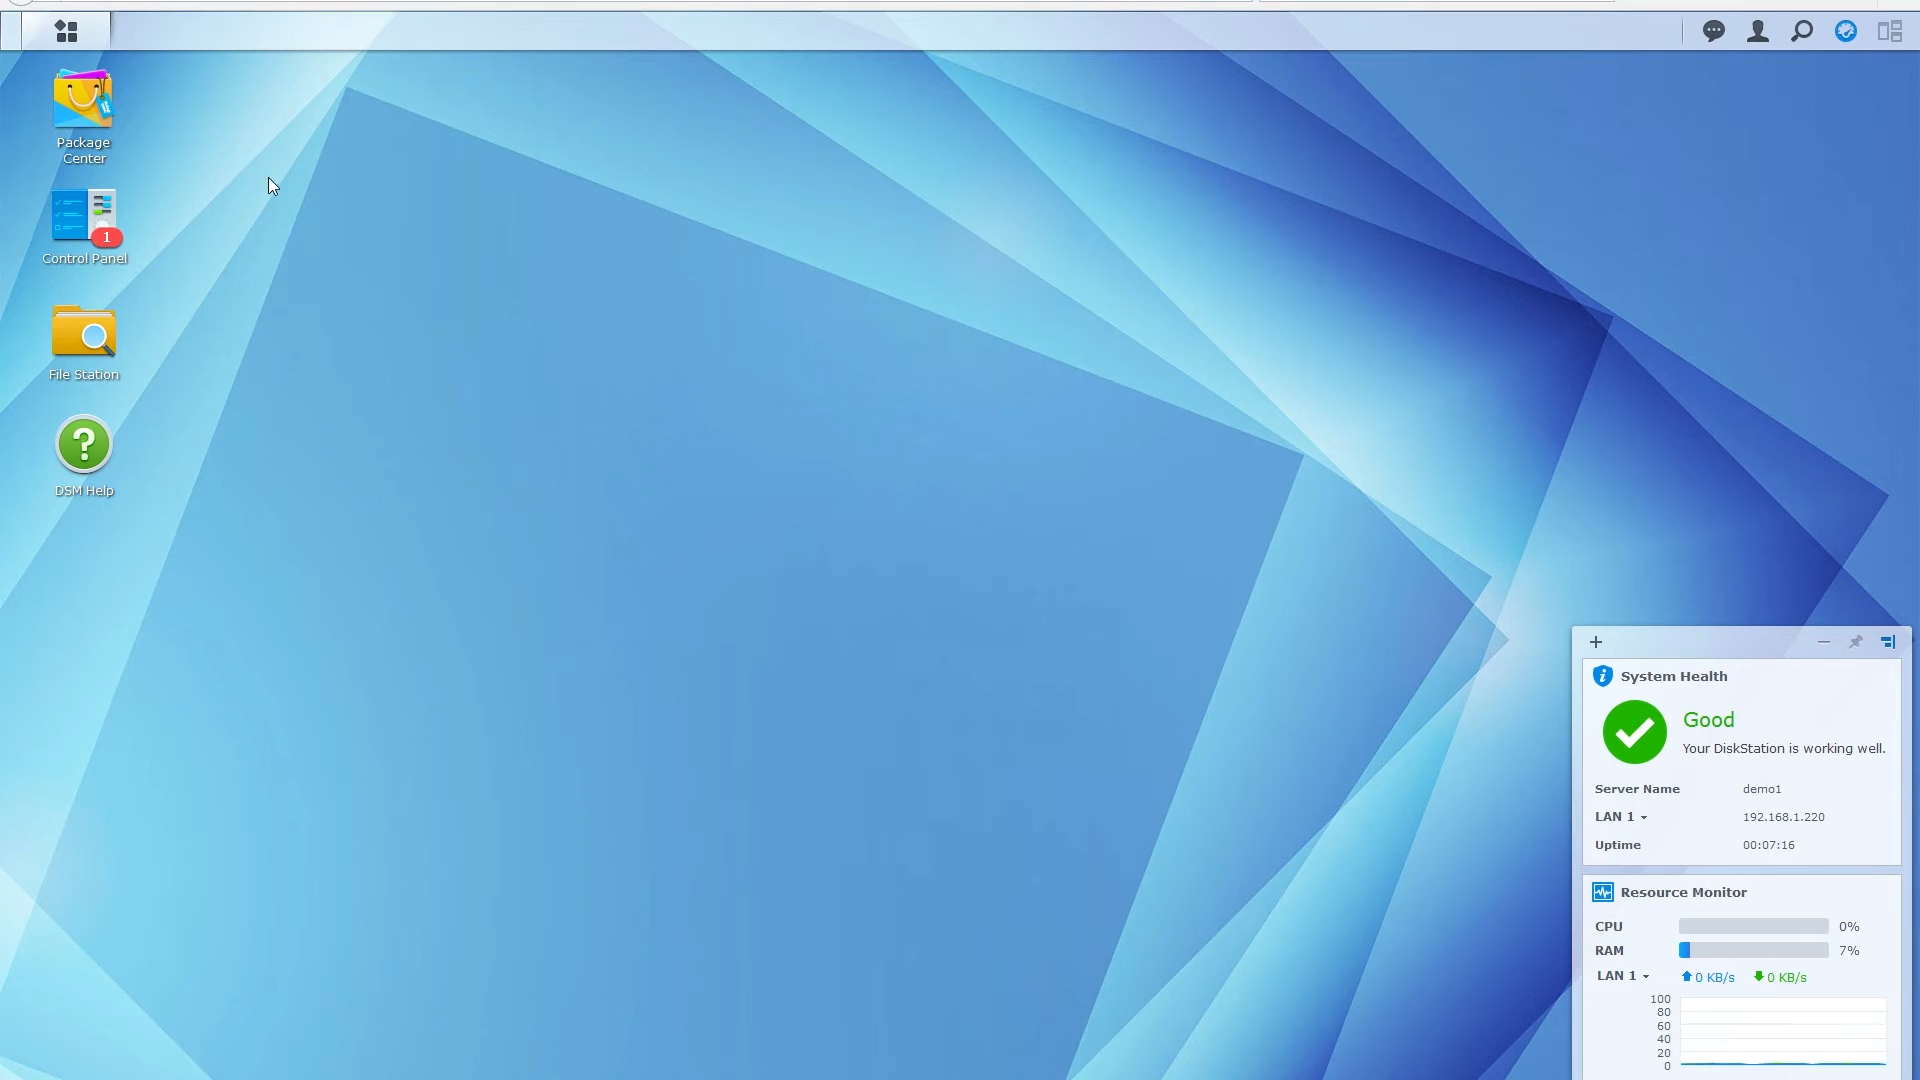 Package
Center
1
Control Panel
File Station
?
DSM Help
System Health
Good
Your DiskStation is working well.
Server Name demo1
LAN 1 192.168.1.220
Uptime 00:07:16
Resource Monitor
CPU 0%
RAM 7%
LAN 1 0 KB/s 0 KB/s
100
80
60
40
20
0